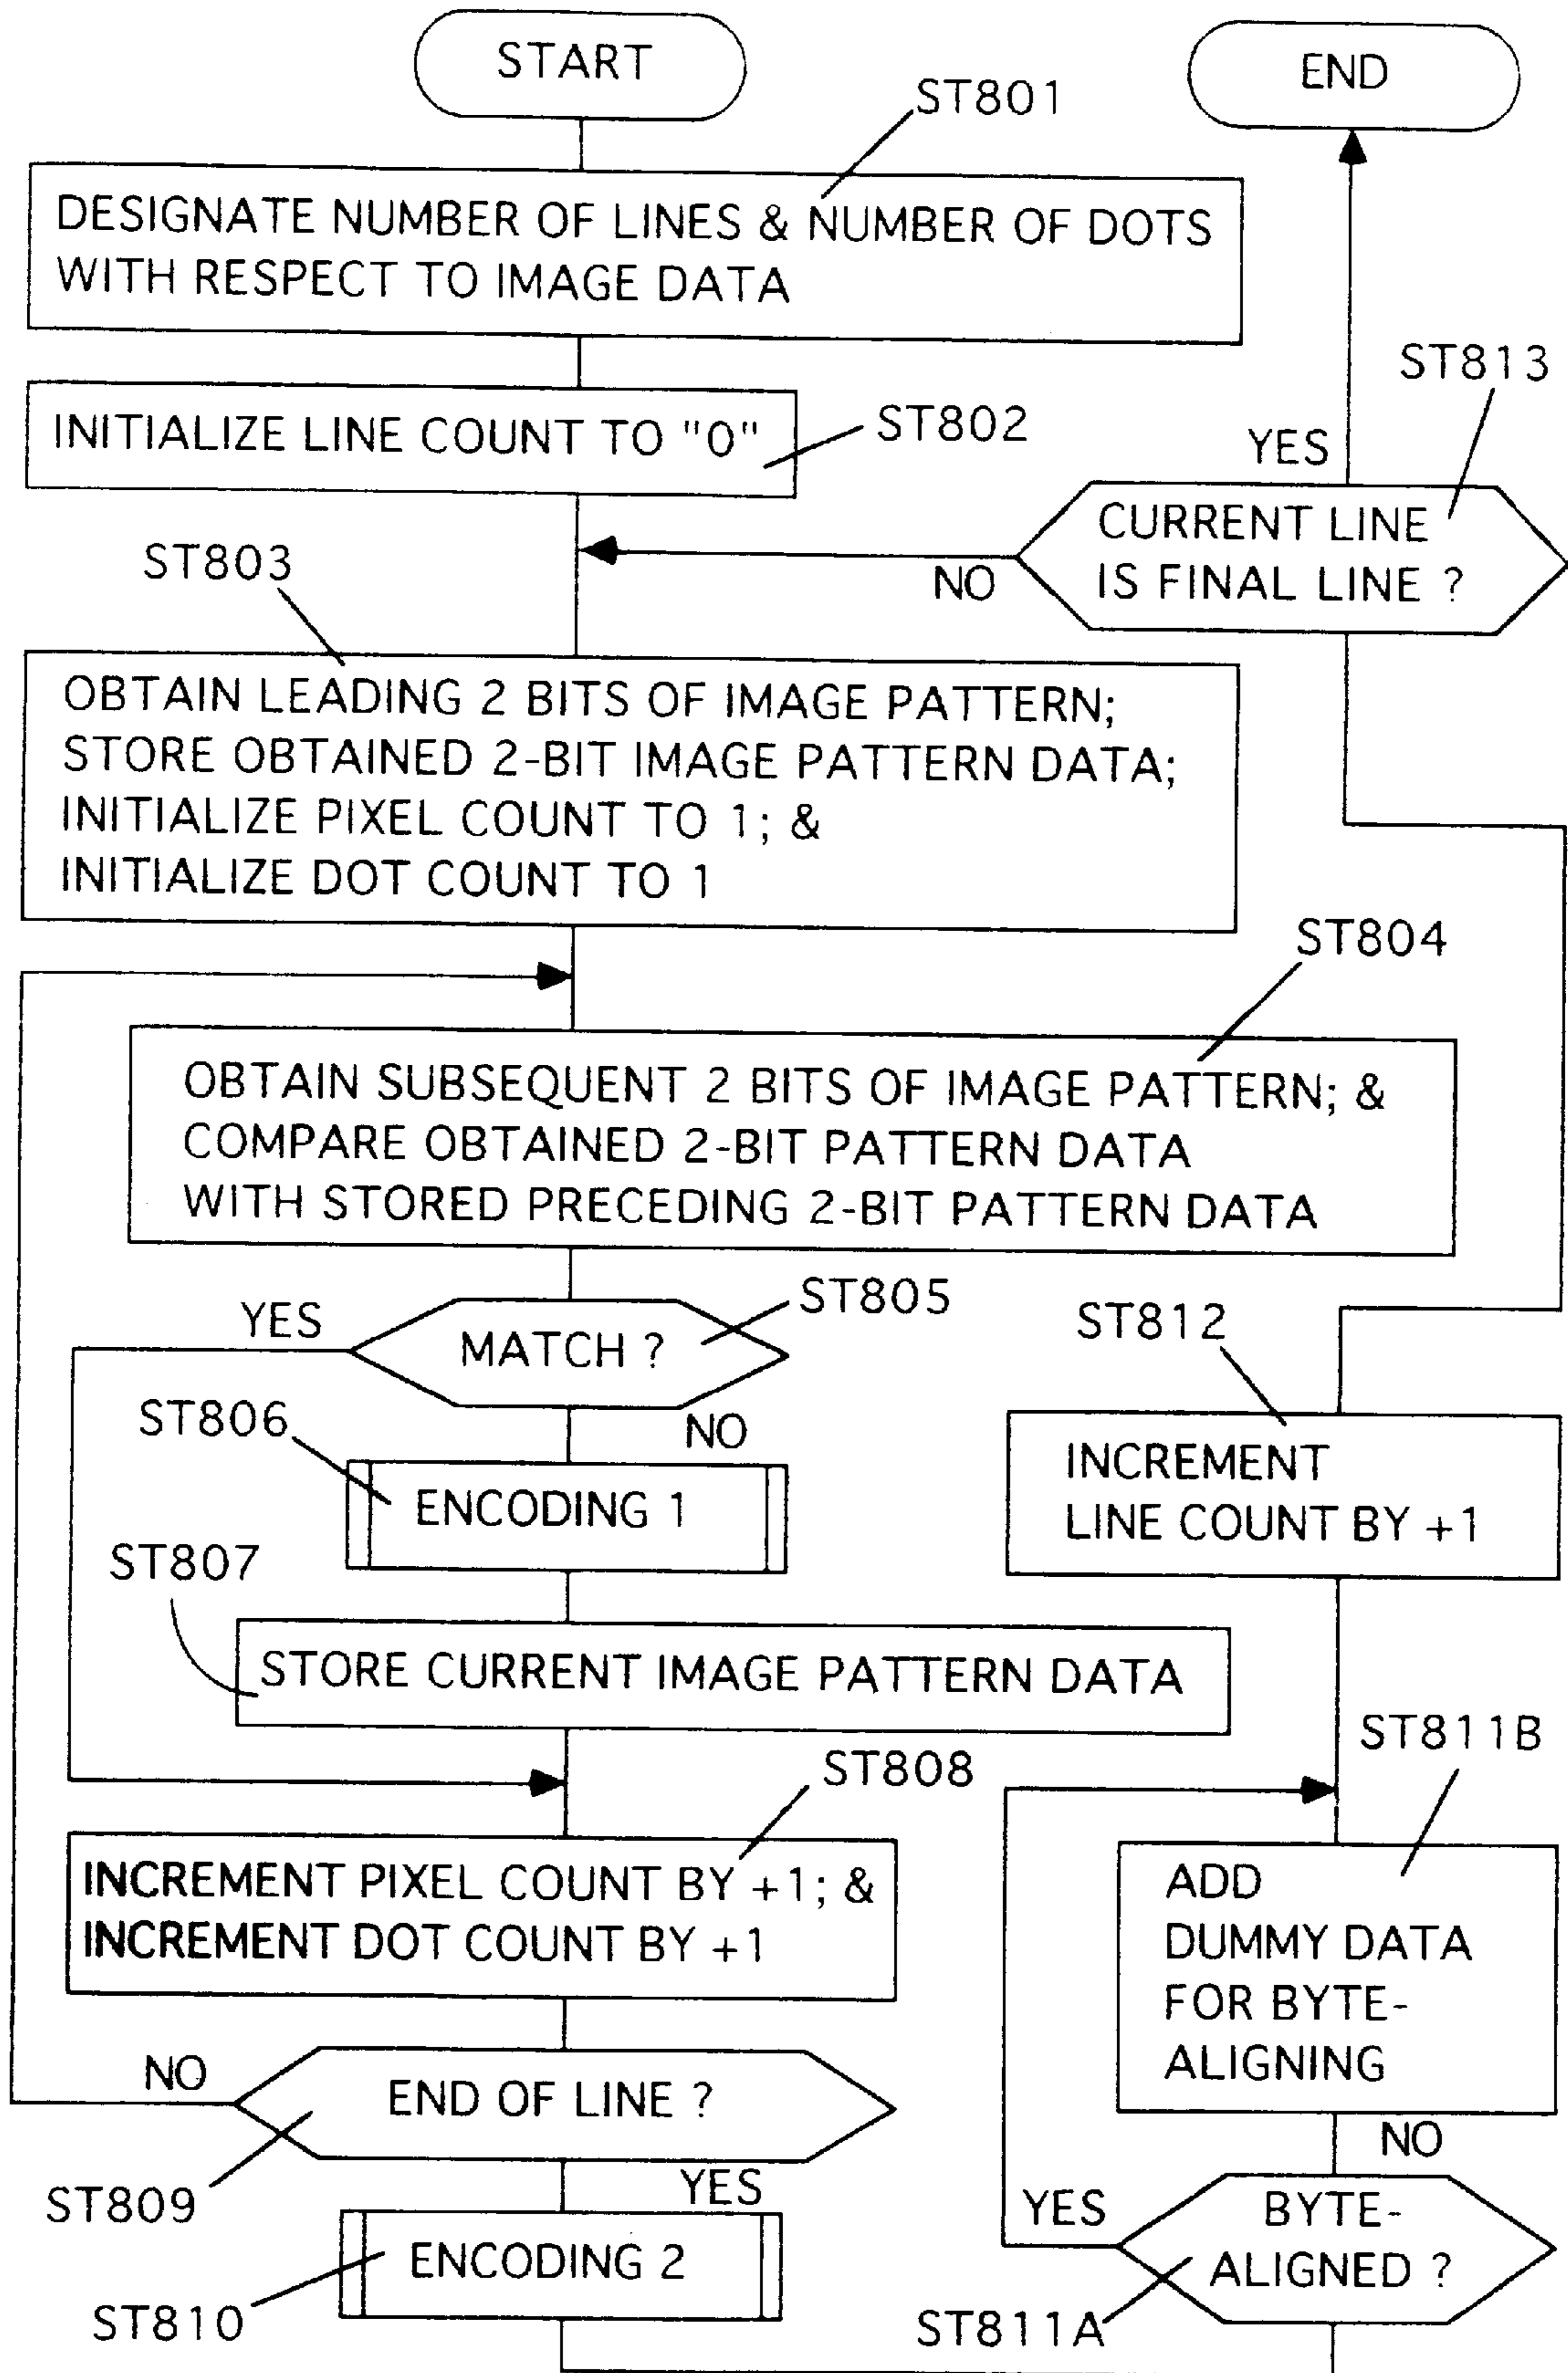 START
END
ST801
DESIGNATE NUMBER OF LINES & NUMBER OF DOTS
WITH RESPECT TO IMAGE DATA
INITIALIZE LINE COUNT TO "0"
ST802
ST813
YES
CURRENT LINE
IS FINAL LINE ?
NO
ST803
OBTAIN LEADING 2 BITS OF IMAGE PATTERN;
STORE OBTAINED 2-BIT IMAGE PATTERN DATA;
INITIALIZE PIXEL COUNT TO 1; &
INITIALIZE DOT COUNT TO 1
ST804
OBTAIN SUBSEQUENT 2 BITS OF IMAGE PATTERN; &
COMPARE OBTAINED 2-BIT PATTERN DATA
WITH STORED PRECEDING 2-BIT PATTERN DATA
ST805
YES
MATCH ?
NO
ST806
ENCODING 1
ST807
STORE CURRENT IMAGE PATTERN DATA
ST808
INCREMENT PIXEL COUNT BY +1; &
INCREMENT DOT COUNT BY +1
NO
END OF LINE ?
ST809
YES
ENCODING 2
ST810
ST812
INCREMENT
LINE COUNT BY +1
ST811B
ADD
DUMMY DATA
FOR BYTE-
ALIGNING
NO
YES
BYTE-
ALIGNED ?
ST811A